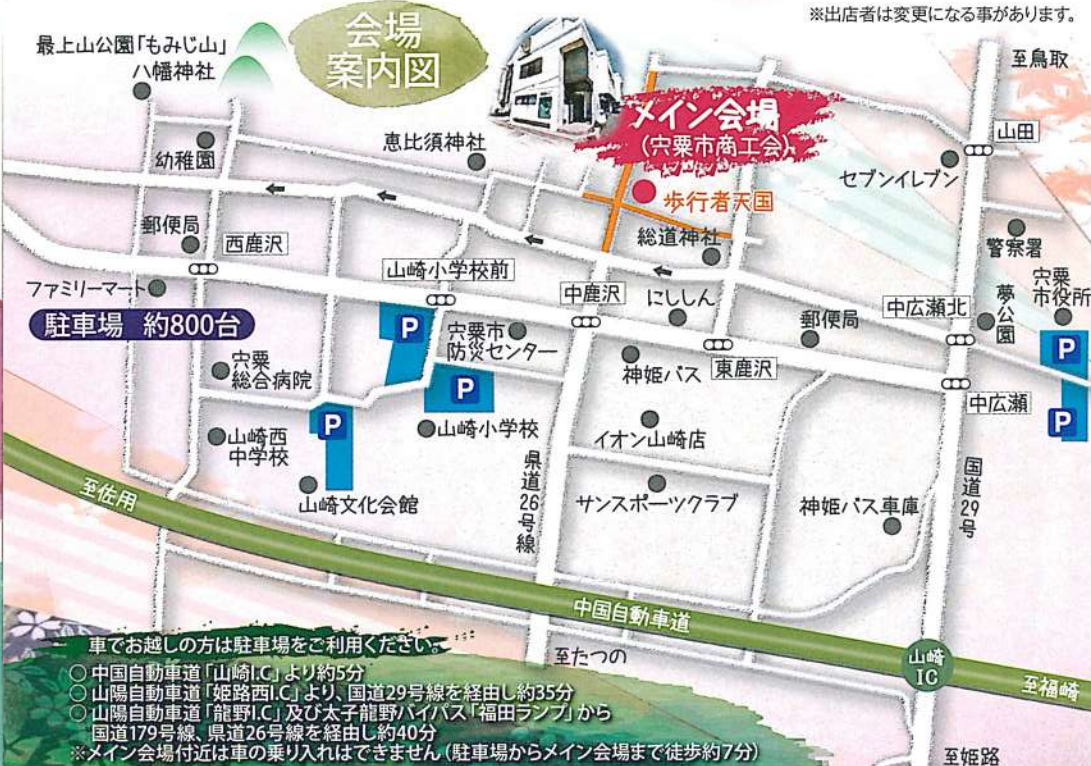 ※出店者は変更になる事があります。
会場
案内図
最上山公園「もみじ山」
八幡神社
至鳥取
メイン会場
(宍粟市商工会)
山田
幼稚園
恵比須神社
セブンイレブン
歩行者天国
郵便局
西鹿沢
総道神社
警察署
ファミリーマート
山崎小学校前
中鹿沢
にししん
中広瀬北
夢公園
宍粟
市役所
駐車場 約800台
P
宍粟市
防災センター
郵便局
P
宍粟
総合病院
神姫バス
東鹿沢
P
中広瀬
P
山崎西
中学校
山崎小学校
イオン山崎店
P
県道26号線
国道29号
至佐用
山崎文化会館
サンスポーツクラブ
神姫バス車庫
中国自動車道
車でお越しの方は駐車場をご利用ください。
至たつの
山崎
IC
至福崎
○中国自動車道「山崎I.C」より約5分
○山陽自動車道「姫路西I.C」より、国道29号線を経由し約35分
○山陽自動車道「龍野I.C」及び太子龍野バイパス「福田ランプ」から
国道179号線、県道26号線を経由し約40分
※メイン会場付近は車の乗り入れはできません(駐車場からメイン会場まで徒歩約7分)
至姫路